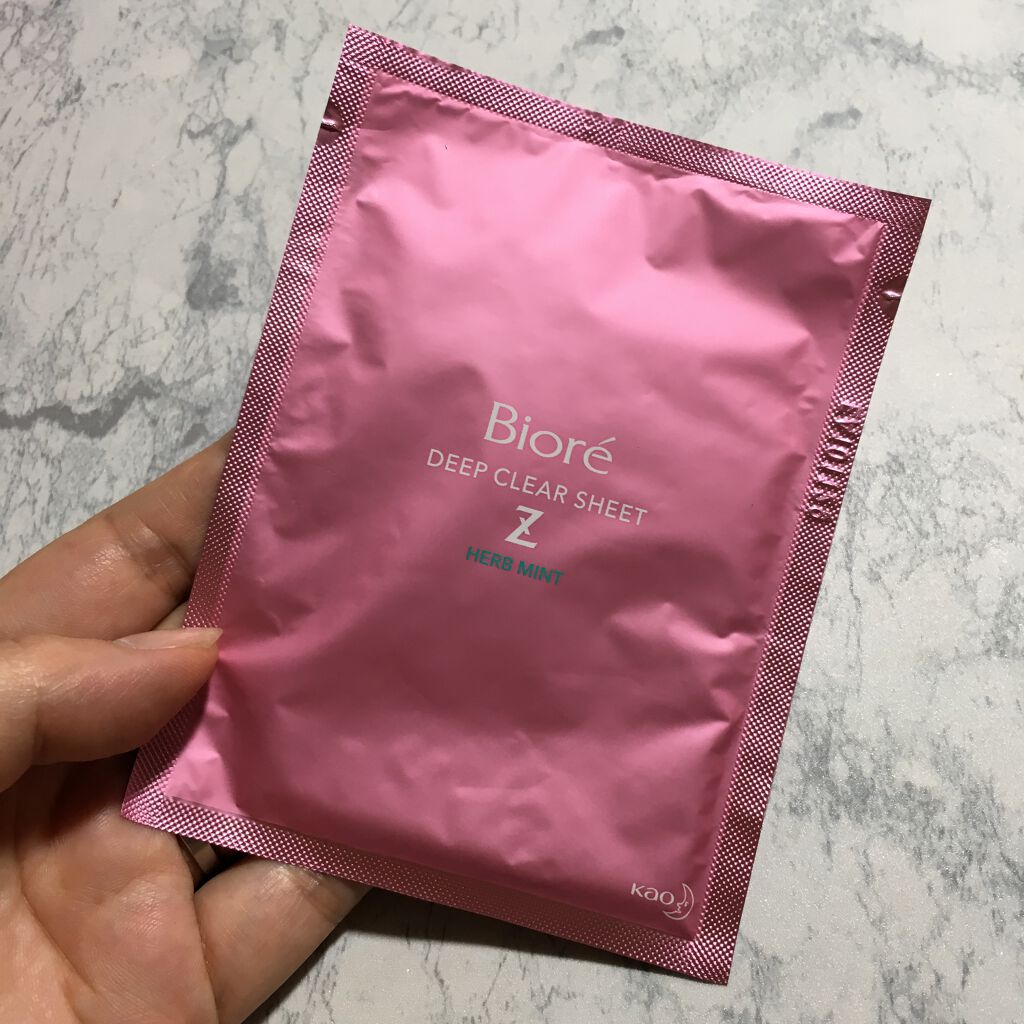 Bioré
DEEP CLEAR SHEET
Z
HERB MINT
Kao